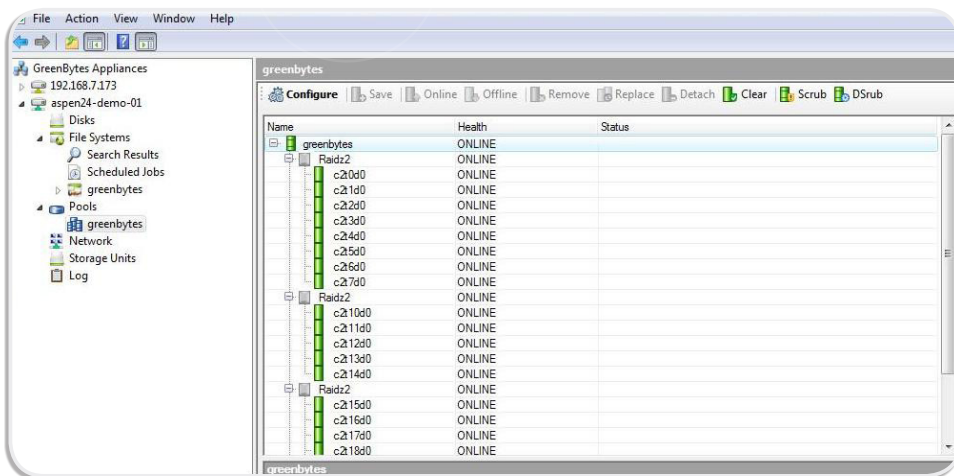 File Action View Window Help
GreenBytes Appliances
192.168.7.173
aspen24-demo-01
Disks
File Systems
Search Results
Scheduled Jobs
greenbytes
Pools
greenbytes
Network
Storage Units
Log
greenbytes
Configure Save Online Offline Remove Replace Detach Clear Scrub DSrub
Name Health Status
greenbytes ONLINE
Raidz2 ONLINE
c2t0d0 ONLINE
c2t1d0 ONLINE
c2t2d0 ONLINE
c2t3d0 ONLINE
c2t4d0 ONLINE
c2t5d0 ONLINE
c2t6d0 ONLINE
c2t7d0 ONLINE
Raidz2 ONLINE
c2t10d0 ONLINE
c2t11d0 ONLINE
c2t12d0 ONLINE
c2t13d0 ONLINE
c2t14d0 ONLINE
Raidz2 ONLINE
c2t15d0 ONLINE
c2t16d0 ONLINE
c2t17d0 ONLINE
c2t18d0 ONLINE
greenbytes